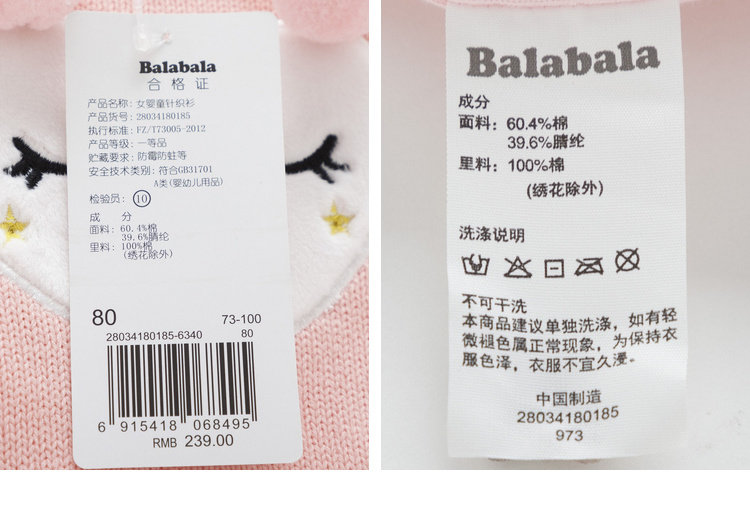 Balabala
合格证
产品名称: 女婴童针织衫
产品货号: 28034180185
执行标准: FZ/T73005-2012
产品等级: 一等品
贮藏要求: 防霉防蛀等
安全技术类别: 符合GB31701
A类(婴幼儿用品)
检验员: 10
成 分
面料: 60.4%棉
39.6%腈纶
里料: 100%棉
(绣花除外)
80 73-100
28034180185-6340 80
6 915418 068495
RMB 239.00
Balabala
成分
面料: 60.4%棉
39.6%腈纶
里料: 100%棉
(绣花除外)
洗涤说明
不可干洗
本商品建议单独洗涤, 如有轻
微褪色属正常现象, 为保持衣
服色泽, 衣服不宜久浸。
中国制造
28034180185
973